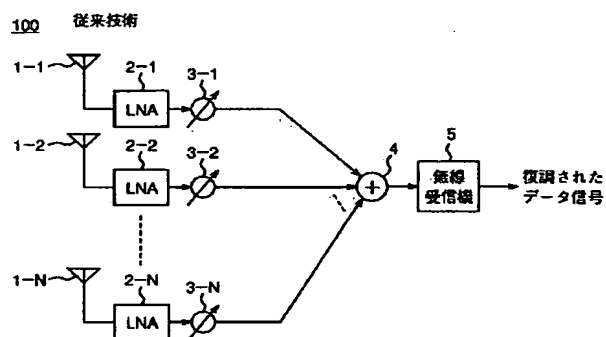 100 従来技術
1-1
2-1
LNA
3-1
1-2
2-2
LNA
3-2
4
+
5
無線
受信機
復調された
データ信号
1-N
2-N
LNA
3-N